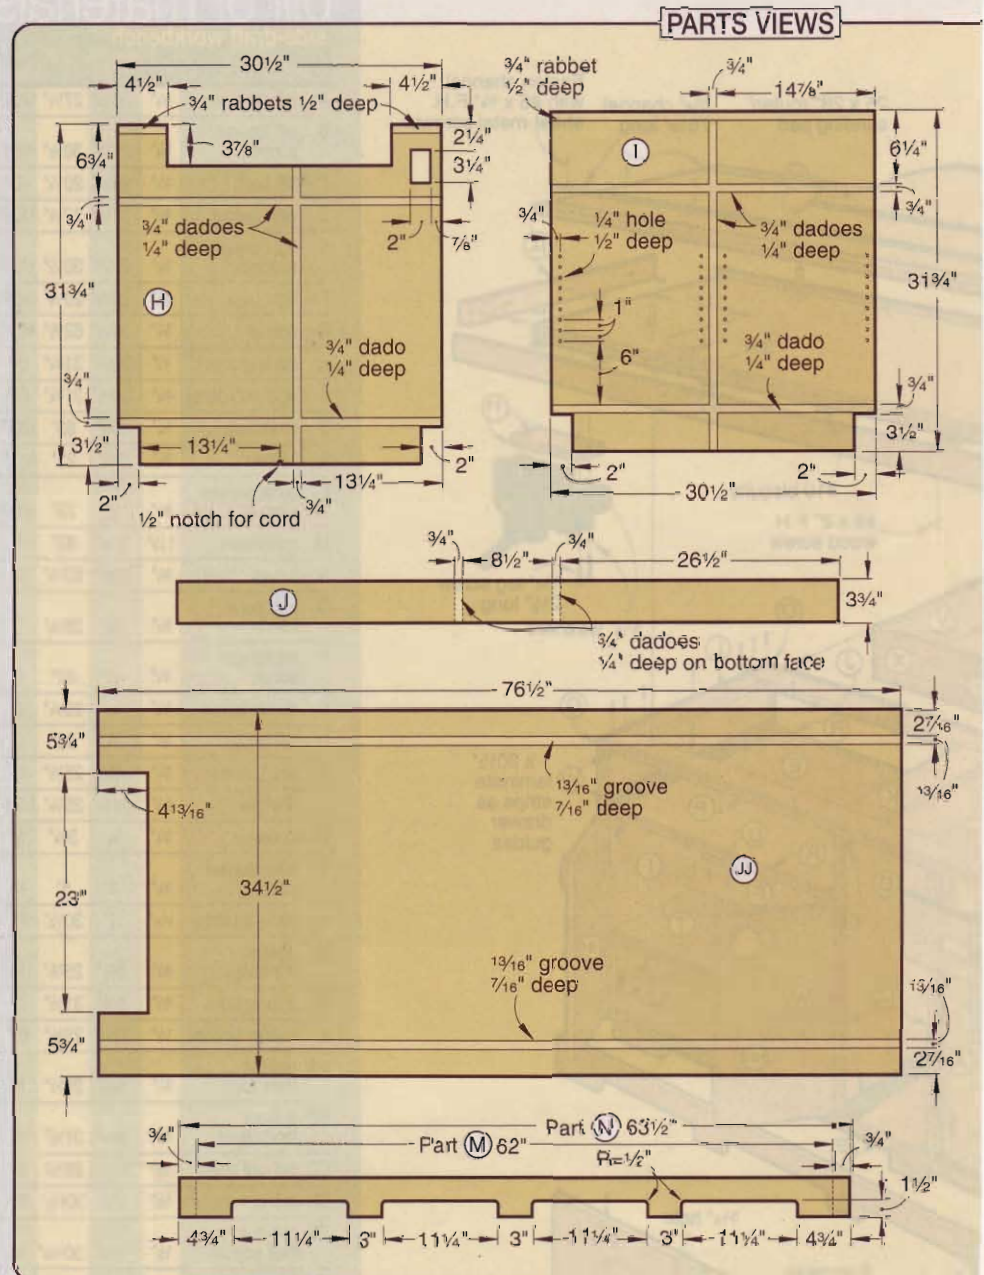 PARTS VIEWS
30½"
4½"
4½"
¾" rabbets ½" deep
3⅞"
2¼"
3¼"
6¾"
¾"
¾" dadoes
¼" deep
2"
⅞"
31¾"
H
¾" dado
¼" deep
¾"
3½"
13¼"
2"
2"
¾"
13¼"
½" notch for cord
¾" rabbet
½" deep
¾"
14⅞"
I
6¼"
¾"
¾"
¼" hole
½" deep
¾" dadoes
¼" deep
31¾"
1"
6"
¾" dado
¼" deep
¾"
3½"
2"
2"
30½"
¾"
8½"
¾"
26½"
J
3¾"
¾" dadoes
¼" deep on bottom face
76½"
5¾"
2⁷⁄₁₆"
¹³⁄₁₆"
¹³⁄₁₆" groove
⁷⁄₁₆" deep
4¹³⁄₁₆"
23"
34½"
JJ
¹³⁄₁₆" groove
⁷⁄₁₆" deep
¹³⁄₁₆"
5¾"
2⁷⁄₁₆"
Part N 63½"
¾"
Part M 62"
¾"
R=½"
1½"
4¾"
11¼"
3"
11¼"
3"
11¼"
3"
11¼"
4¾"